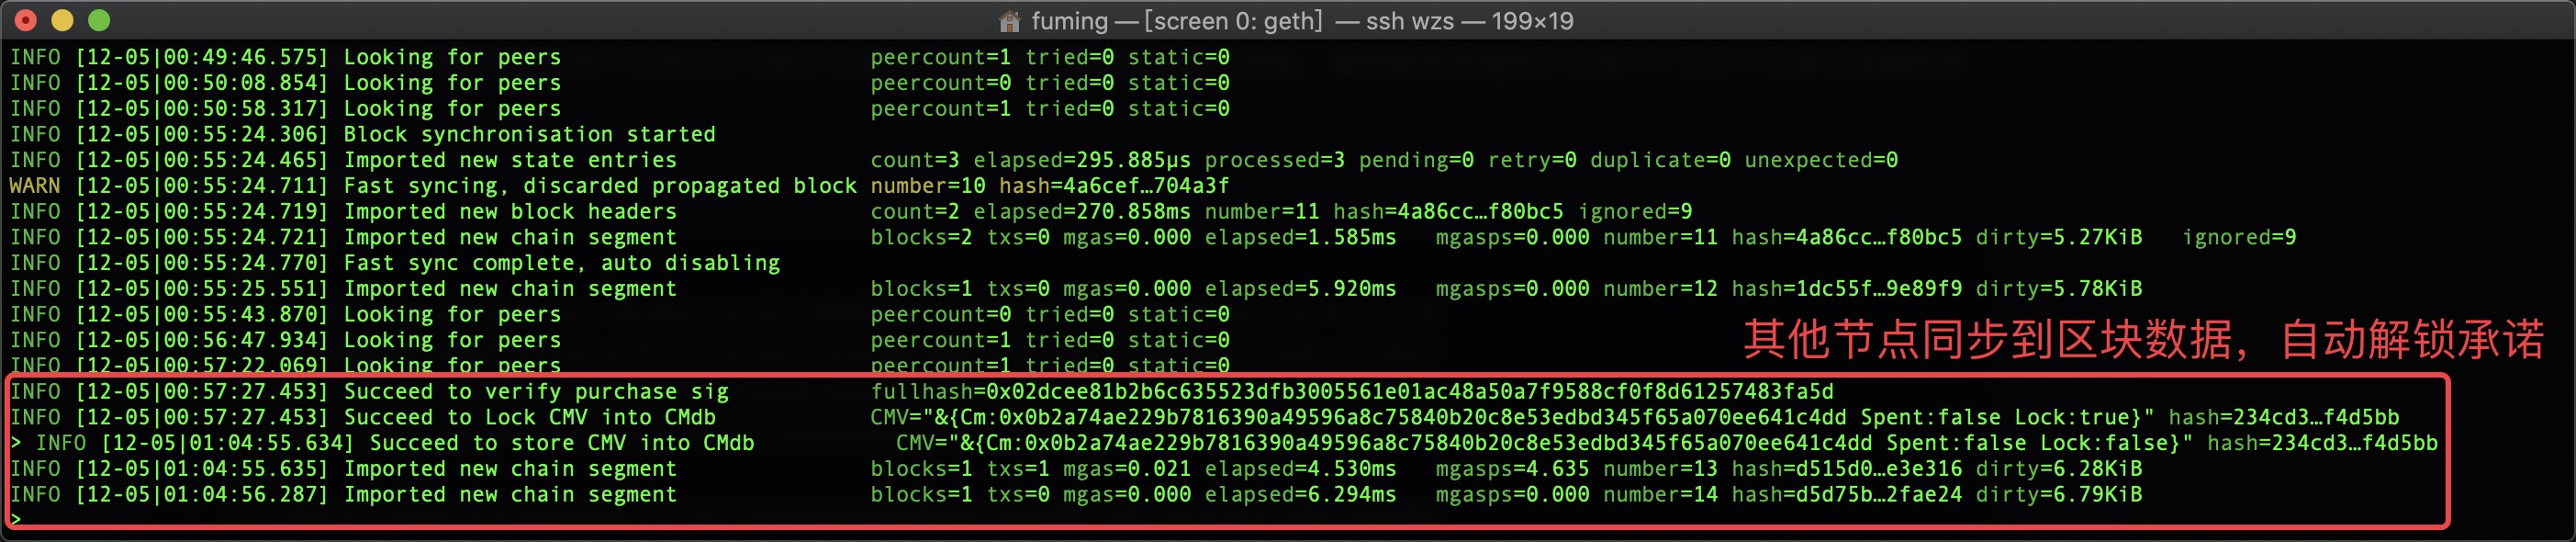 fuming — [screen 0: geth] — ssh wzs — 199×19
INFO [12-05|00:49:46.575] Looking for peers peercount=1 tried=0 static=0
INFO [12-05|00:50:08.854] Looking for peers peercount=0 tried=0 static=0
INFO [12-05|00:50:58.317] Looking for peers peercount=1 tried=0 static=0
INFO [12-05|00:55:24.306] Block synchronisation started
INFO [12-05|00:55:24.465] Imported new state entries count=3 elapsed=295.885µs processed=3 pending=0 retry=0 duplicate=0 unexpected=0
WARN [12-05|00:55:24.711] Fast syncing, discarded propagated block number=10 hash=4a6cef…704a3f
INFO [12-05|00:55:24.719] Imported new block headers count=2 elapsed=270.858ms number=11 hash=4a86cc…f80bc5 ignored=9
INFO [12-05|00:55:24.721] Imported new chain segment blocks=2 txs=0 mgas=0.000 elapsed=1.585ms mgasps=0.000 number=11 hash=4a86cc…f80bc5 dirty=5.27KiB ignored=9
INFO [12-05|00:55:24.770] Fast sync complete, auto disabling
INFO [12-05|00:55:25.551] Imported new chain segment blocks=1 txs=0 mgas=0.000 elapsed=5.920ms mgasps=0.000 number=12 hash=1dc55f…9e89f9 dirty=5.78KiB
INFO [12-05|00:55:43.870] Looking for peers peercount=0 tried=0 static=0
INFO [12-05|00:56:47.934] Looking for peers peercount=1 tried=0 static=0
其他节点同步到区块数据，自动解锁承诺
INFO [12-05|00:57:22.069] Looking for peers peercount=1 tried=0 static=0
INFO [12-05|00:57:27.453] Succeed to verify purchase sig fullhash=0x02dcee81b2b6c635523dfb3005561e01ac48a50a7f9588cf0f8d61257483fa5d
INFO [12-05|00:57:27.453] Succeed to Lock CMV into CMdb CMV="&{Cm:0x0b2a74ae229b7816390a49596a8c75840b20c8e53edbd345f65a070ee641c4dd Spent:false Lock:true}" hash=234cd3…f4d5bb
> INFO [12-05|01:04:55.634] Succeed to store CMV into CMdb CMV="&{Cm:0x0b2a74ae229b7816390a49596a8c75840b20c8e53edbd345f65a070ee641c4dd Spent:false Lock:false}" hash=234cd3…f4d5bb
INFO [12-05|01:04:55.635] Imported new chain segment blocks=1 txs=1 mgas=0.021 elapsed=4.530ms mgasps=4.635 number=13 hash=d515d0…e3e316 dirty=6.28KiB
INFO [12-05|01:04:56.287] Imported new chain segment blocks=1 txs=0 mgas=0.000 elapsed=6.294ms mgasps=0.000 number=14 hash=d5d75b…2fae24 dirty=6.79KiB
>